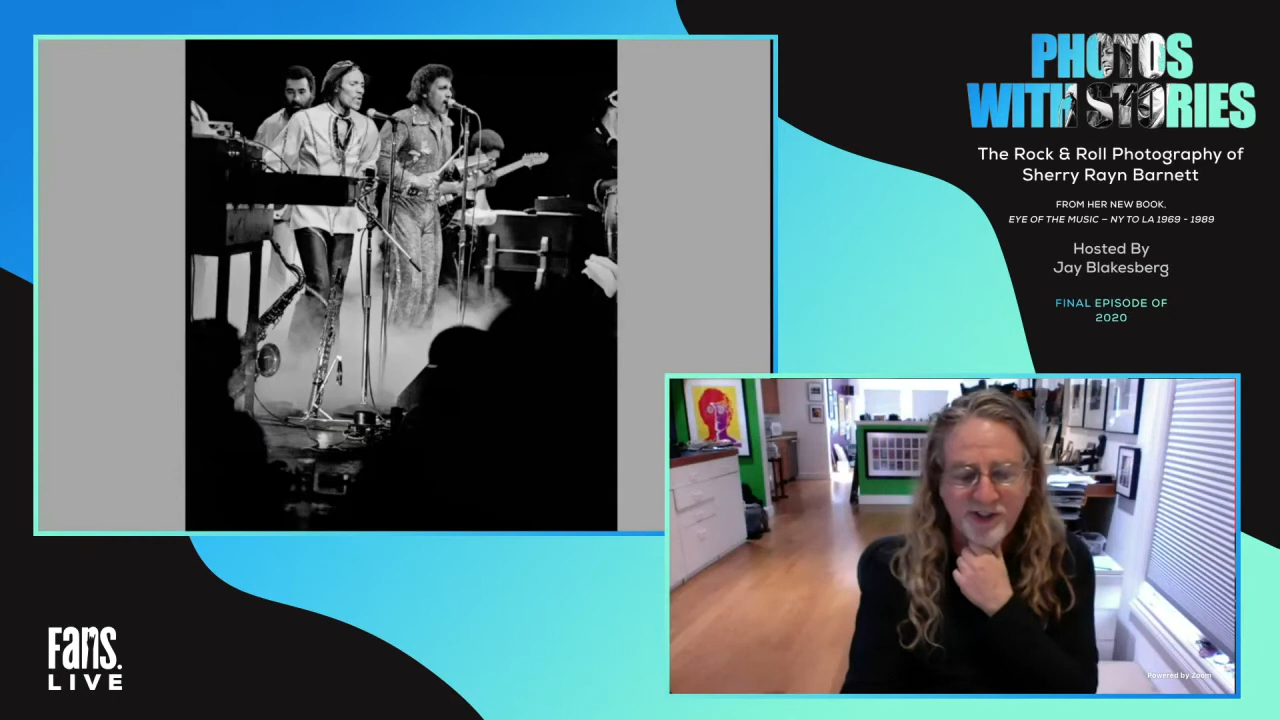 PHOTOS
WITH STORIES
The Rock & Roll Photography of
Sherry Rayn Barnett
FROM HER NEW BOOK,
EYE OF THE MUSIC – NY TO LA 1969 - 1989
Hosted By
Jay Blakesberg
FINAL EPISODE OF
2020
Powered by Zoom
Fans.
LIVE